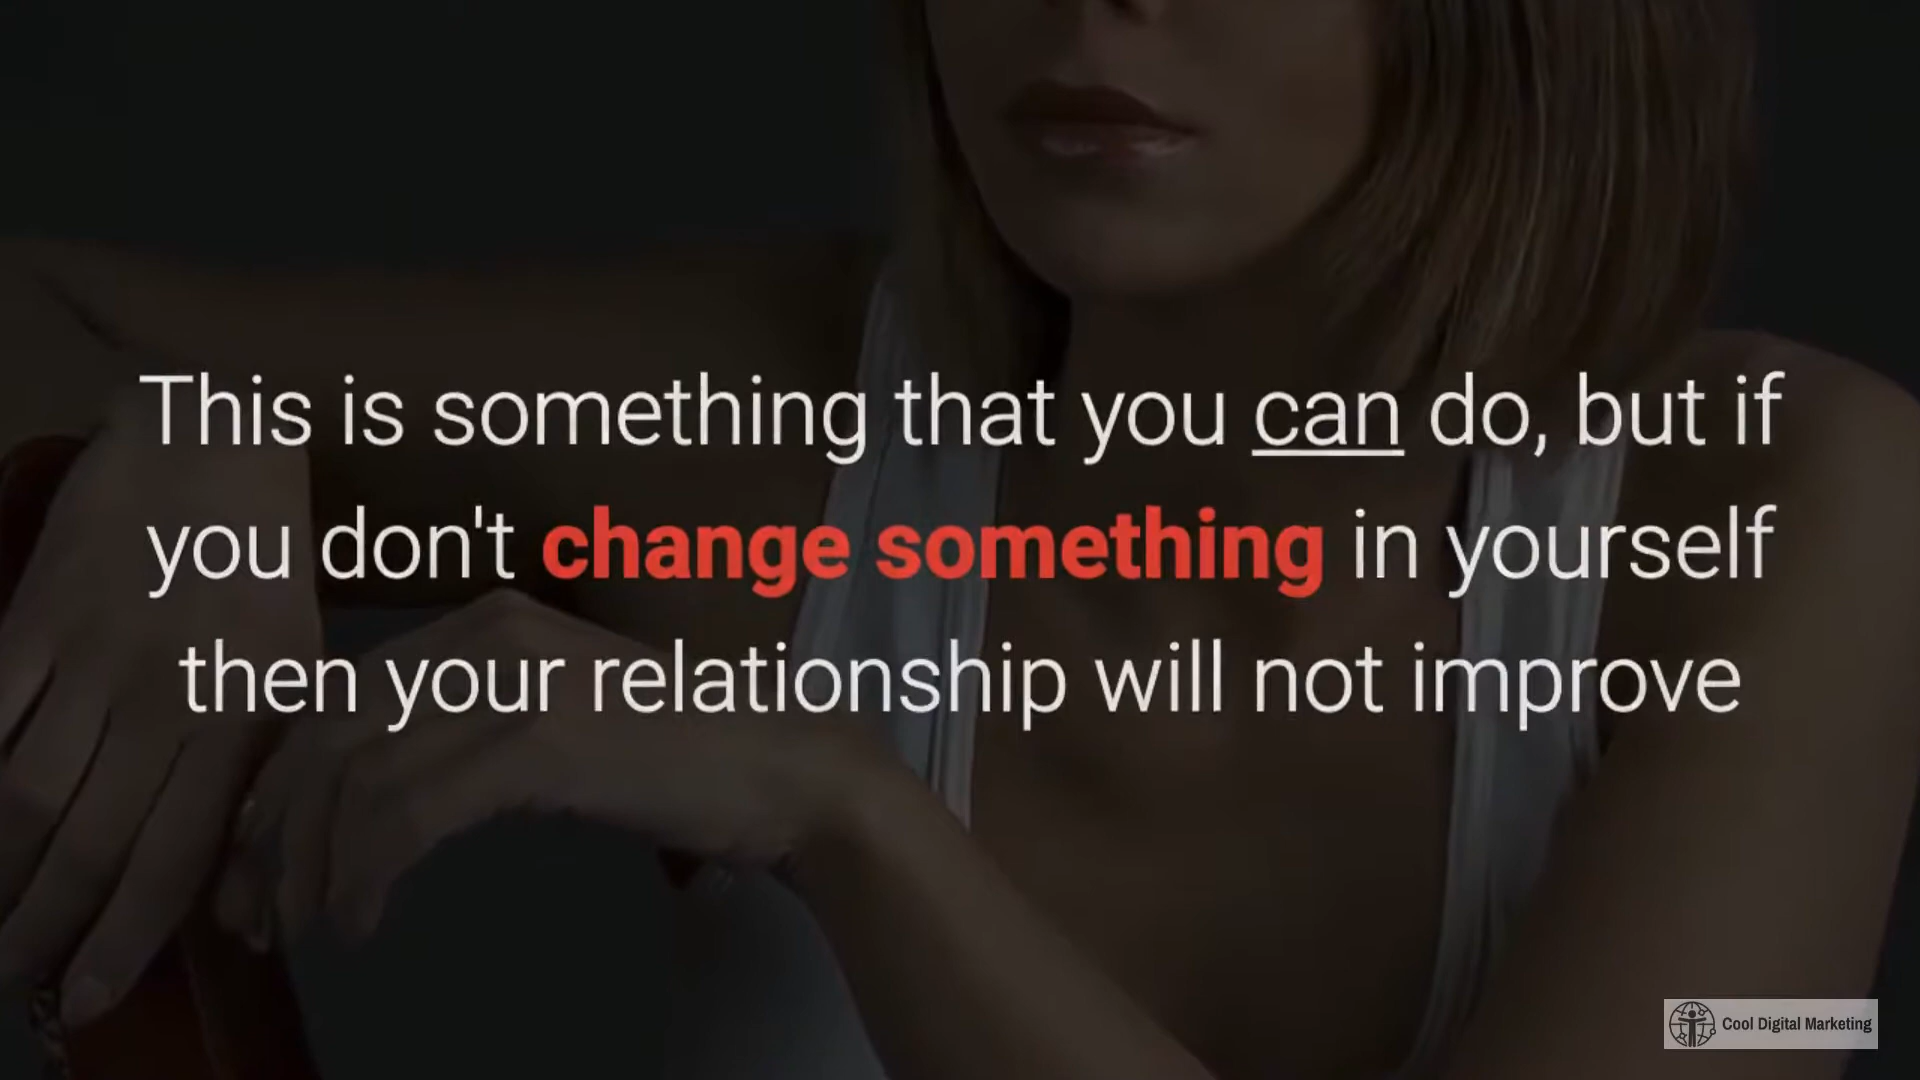 This is something that you can do, but if
you don't change something in yourself
then your relationship will not improve
Cool Digital Marketing